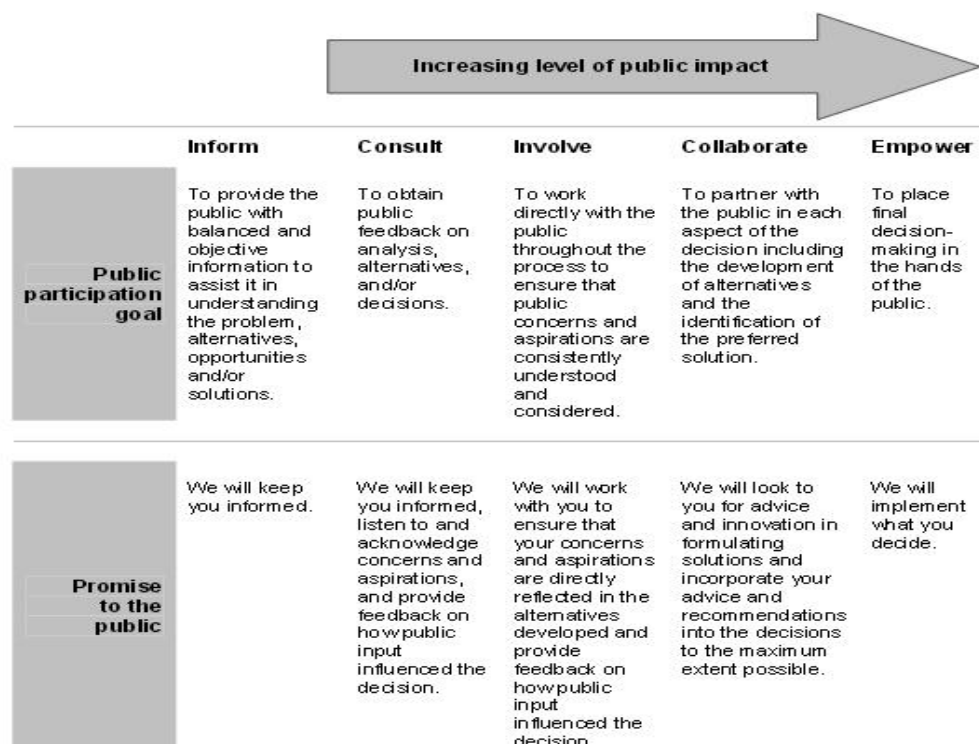 Increasing level of public impact
Inform
Consult
Involve
Collaborate
Empower
Public
participation
goal
To provide the
public with
balanced and
objective
information to
assist it in
understanding
the problem,
alternatives,
opportunities
and/or
solutions.
To obtain
public
feedback on
analysis,
alternatives,
and/or
decisions.
To work
directly with the
public
throughout the
process to
ensure that
public
concerns and
aspirations are
consistently
understood
and
considered.
To partner with
the public in each
aspect of the
decision including
the development
of alternatives
and the
identification of
the preferred
solution.
To place
final
decision-
making in
the hands
of the
public.
Promise
to the
public
We will keep
you informed.
We will keep
you informed,
listen to and
acknowledge
concerns and
aspirations,
and provide
feedback on
how public
input
influenced the
decision.
We will work
with you to
ensure that
your concerns
and aspirations
are directly
reflected in the
alternatives
developed and
provide
feedback on
how public
input
influenced the
decision
We will look to
you for advice
and innovation in
formulating
solutions and
incorporate your
advice and
recommendations
into the decisions
to the maximum
extent possible.
We will
implement
what you
decide.